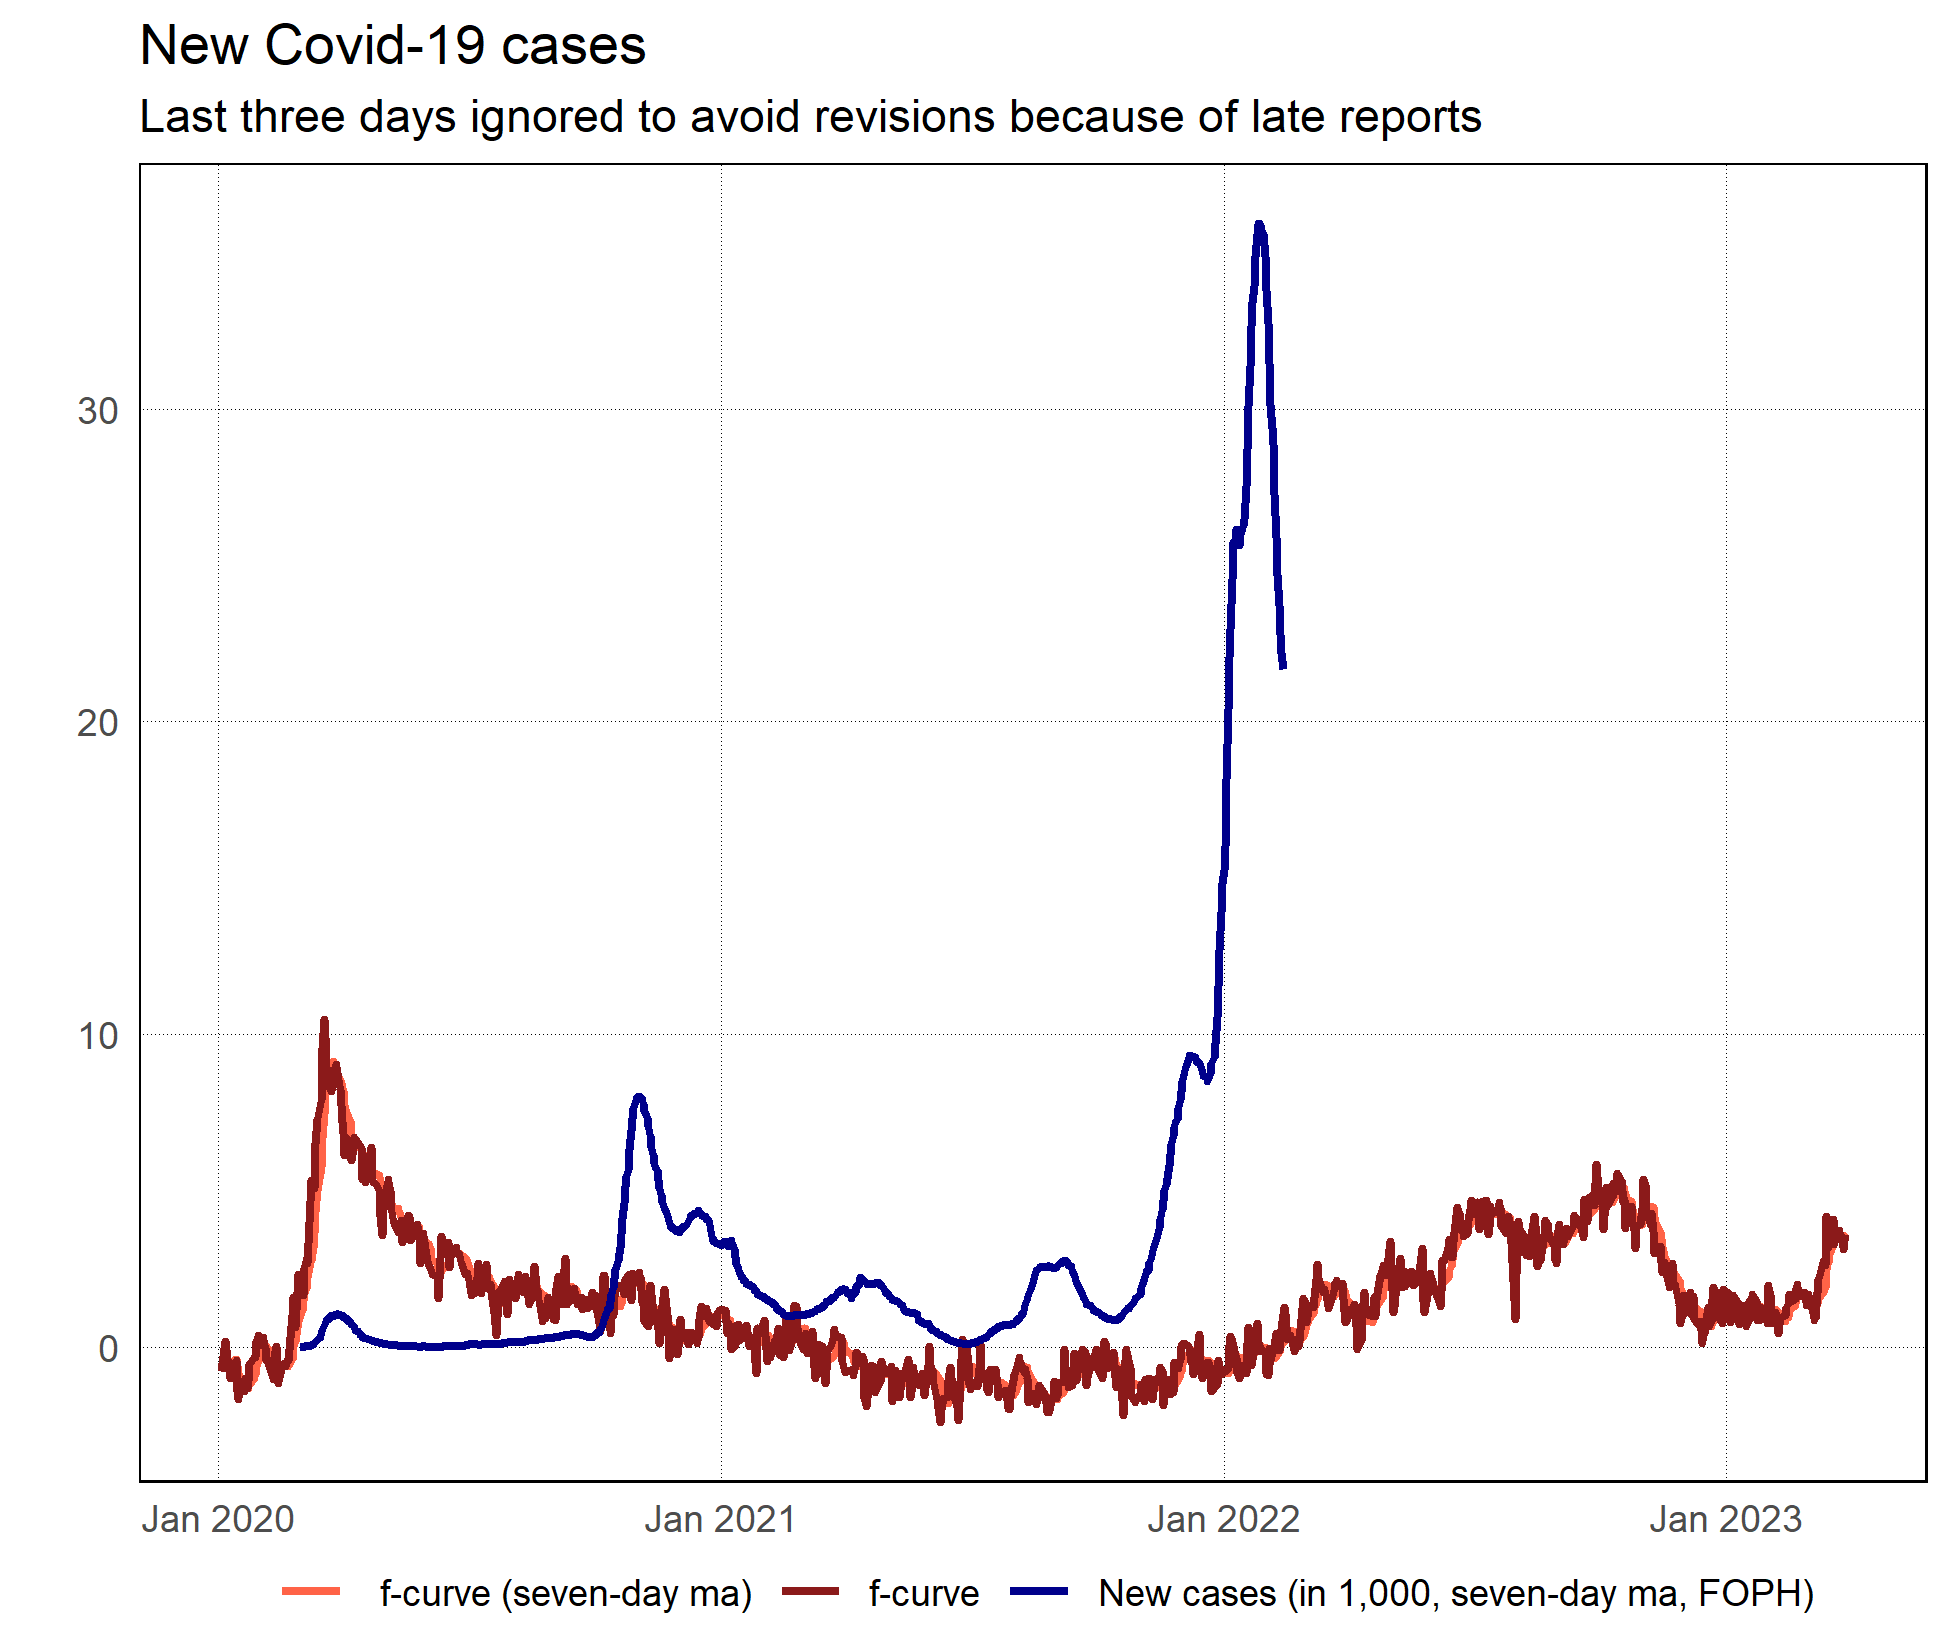 New Covid-19 cases
Last three days ignored to avoid revisions because of late reports
30
20
10
0
Jan 2020 Jan 2021 Jan 2022 Jan 2023
f-curve (seven-day ma) f-curve New cases (in 1,000, seven-day ma, FOPH)